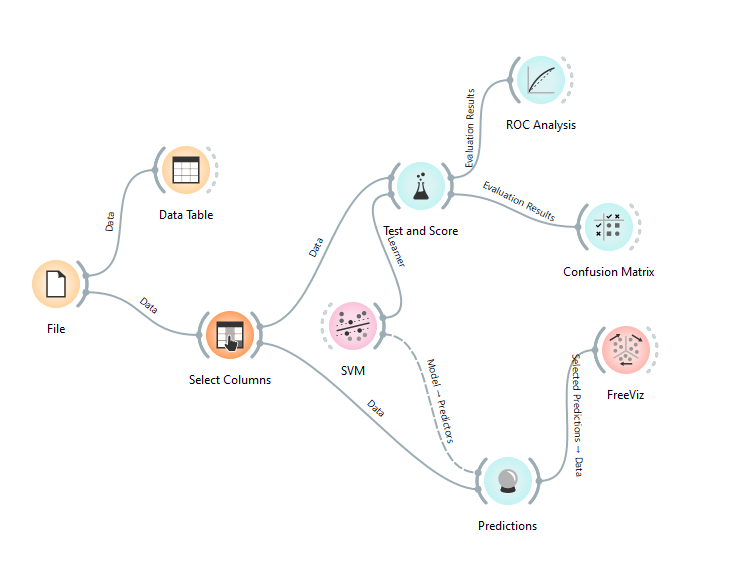 Evaluation Results
ROC Analysis
Data
Data Table
Evaluation Results
Test and Score
Data
Learner
Confusion Matrix
File
Data
Select Columns
SVM
Model → Predictors
Data
Selected Predictions → Data
FreeViz
Predictions